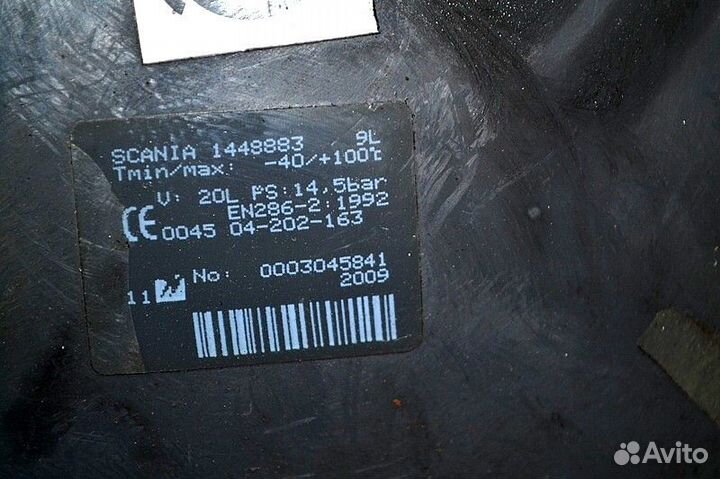 SCANIA 1448883 9L
Tmin/Max: -40/+100°c
V: 20L PS:14,5bar
EN286-2:1992
CE 0045 04-202-163
11 No: 0003045841
2009
Avito